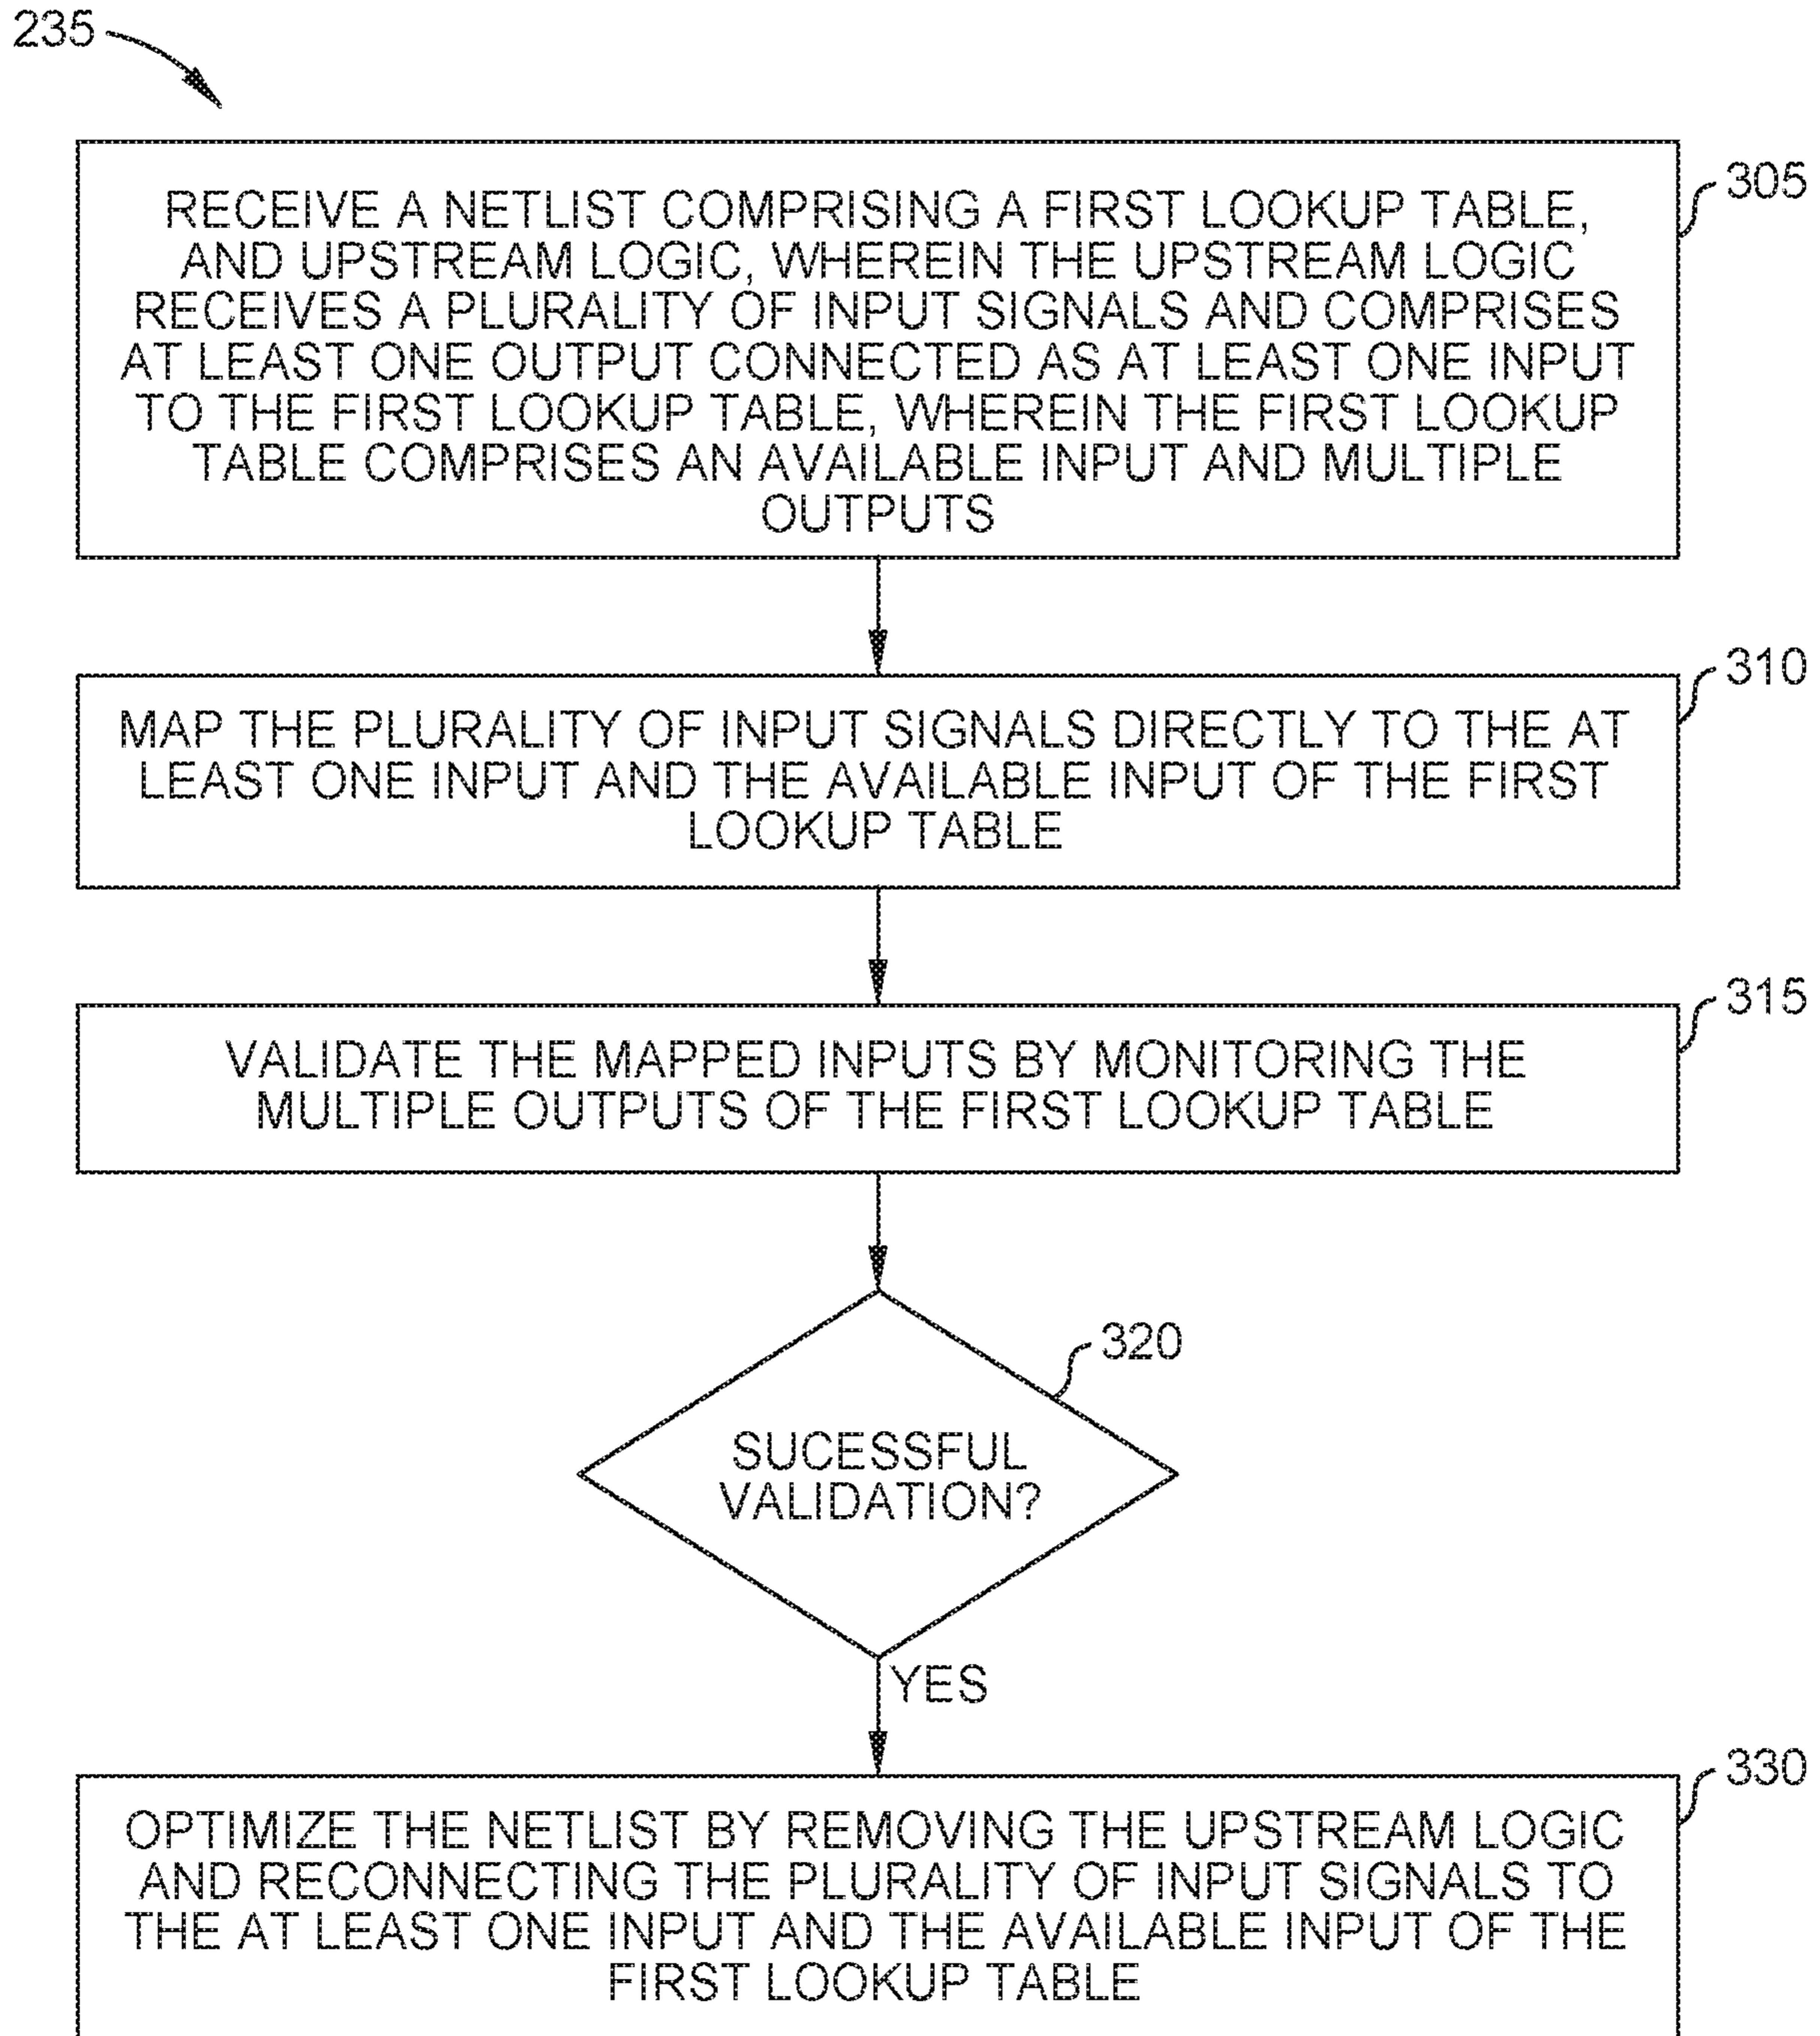 235
RECEIVE A NETLIST COMPRISING A FIRST LOOKUP TABLE,
AND UPSTREAM LOGIC, WHEREIN THE UPSTREAM LOGIC
RECEIVES A PLURALITY OF INPUT SIGNALS AND COMPRISES
AT LEAST ONE OUTPUT CONNECTED AS AT LEAST ONE INPUT
TO THE FIRST LOOKUP TABLE, WHEREIN THE FIRST LOOKUP
TABLE COMPRISES AN AVAILABLE INPUT AND MULTIPLE
OUTPUTS
305
MAP THE PLURALITY OF INPUT SIGNALS DIRECTLY TO THE AT
LEAST ONE INPUT AND THE AVAILABLE INPUT OF THE FIRST
LOOKUP TABLE
310
VALIDATE THE MAPPED INPUTS BY MONITORING THE
MULTIPLE OUTPUTS OF THE FIRST LOOKUP TABLE
315
SUCESSFUL
VALIDATION?
320
YES
OPTIMIZE THE NETLIST BY REMOVING THE UPSTREAM LOGIC
AND RECONNECTING THE PLURALITY OF INPUT SIGNALS TO
THE AT LEAST ONE INPUT AND THE AVAILABLE INPUT OF THE
FIRST LOOKUP TABLE
330